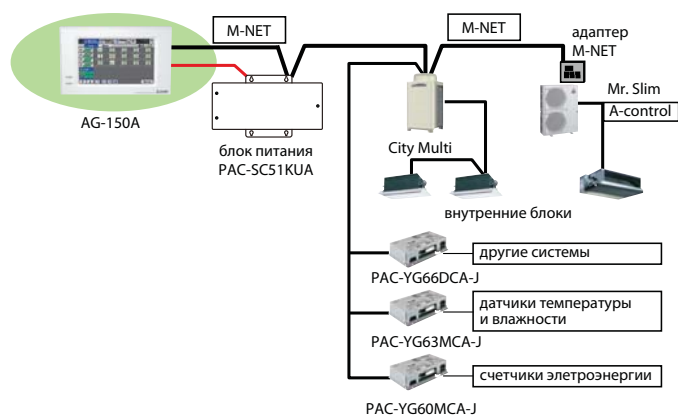 M-NET
M-NET
адаптер
M-NET
AG-150A
блок питания
PAC-SC51KUA
City Multi
Mr. Slim
A-control
внутренние блоки
другие системы
PAC-YG66DCA-J
датчики температуры
и влажности
PAC-YG63MCA-J
счетчики элетроэнергии
PAC-YG60MCA-J